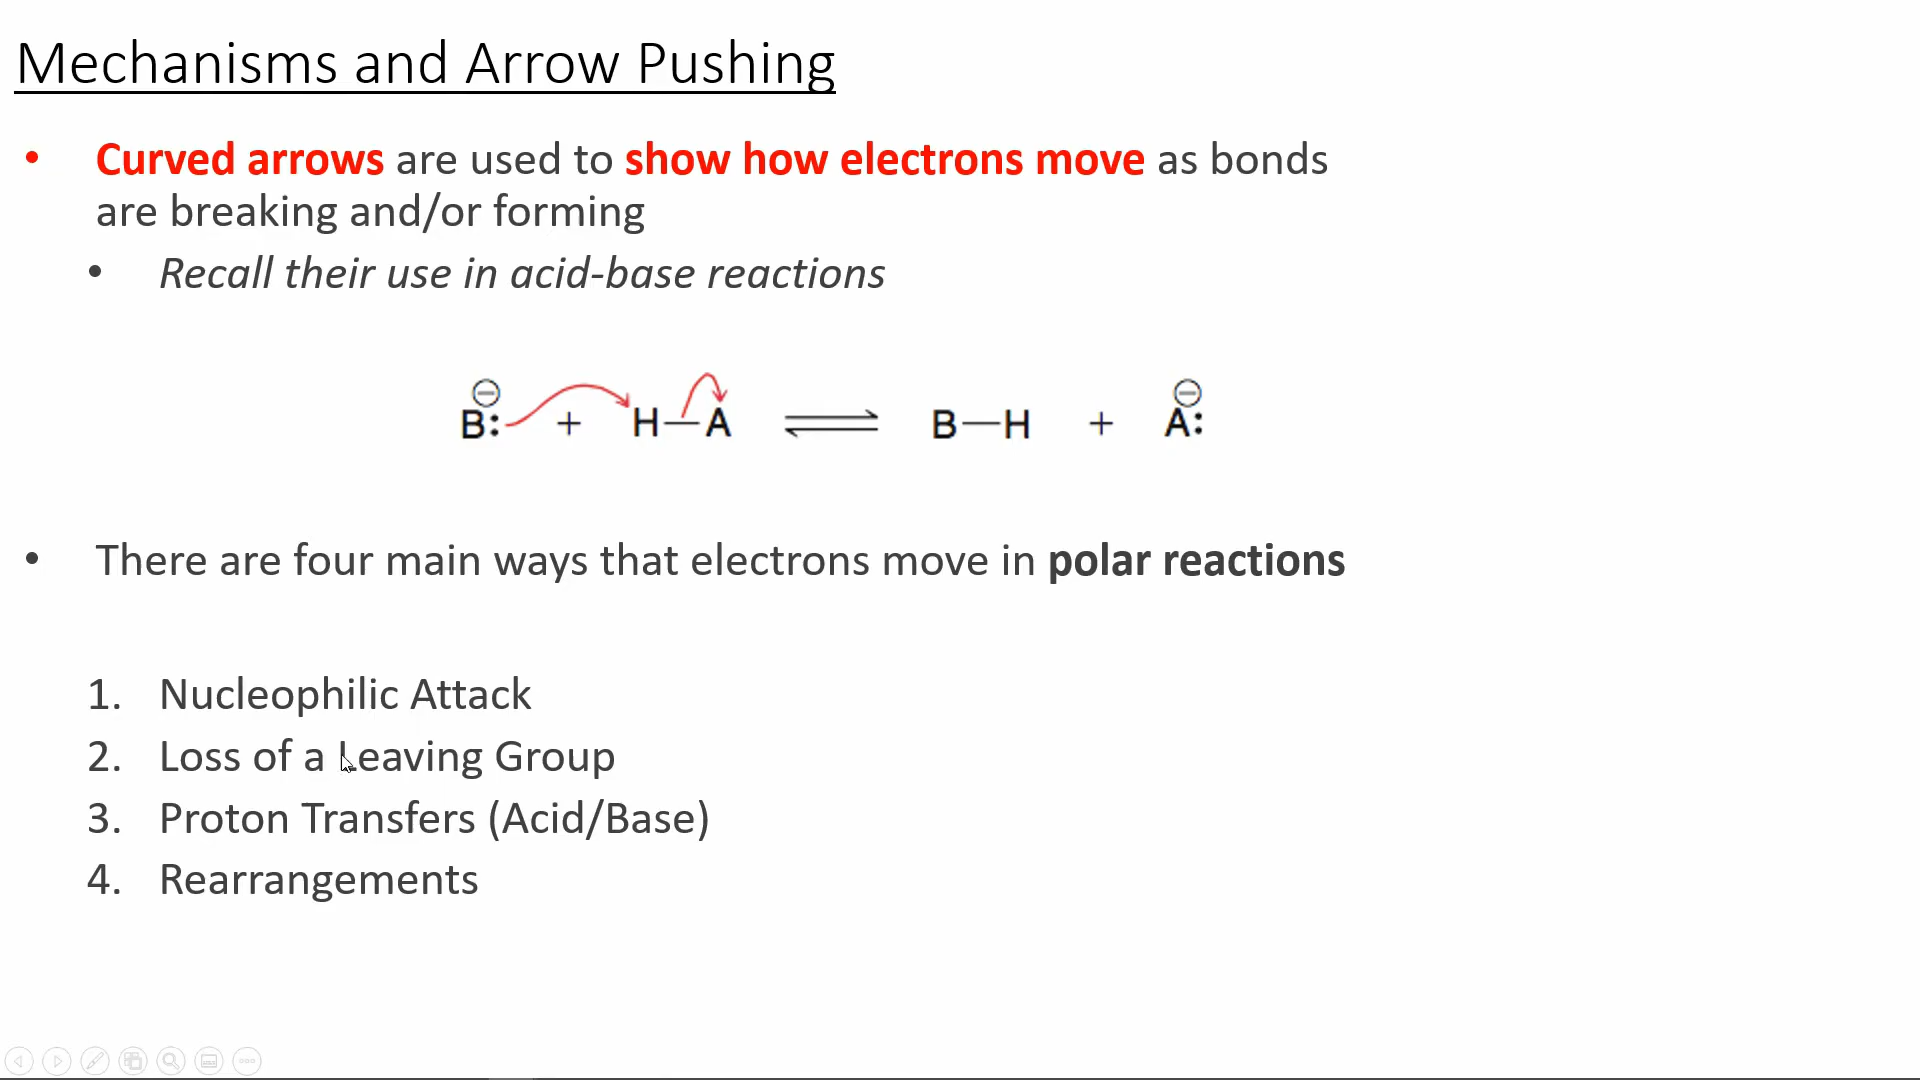 Mechanisms and Arrow Pushing
• Curved arrows are used to show how electrons move as bonds
are breaking and/or forming
• Recall their use in acid-base reactions
B:⊖ + H—A ⇌ B—H + A:⊖
• There are four main ways that electrons move in polar reactions
1. Nucleophilic Attack
2. Loss of a Leaving Group
3. Proton Transfers (Acid/Base)
4. Rearrangements